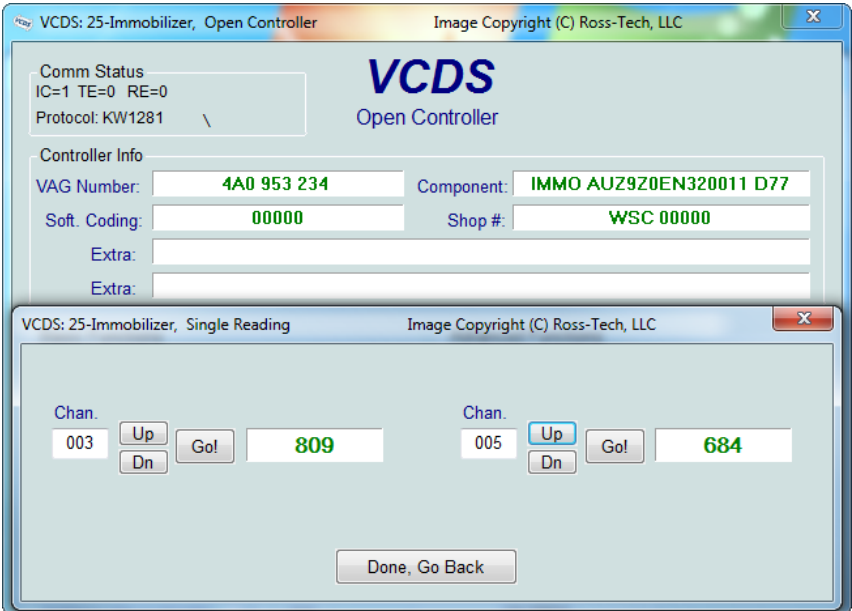 VCDS: 25-Immobilizer, Open Controller Image Copyright (C) Ross-Tech, LLC
Comm Status
IC=1 TE=0 RE=0
Protocol: KW1281 \
VCDS
Open Controller
Controller Info
VAG Number: 4A0 953 234 Component: IMMO AUZ9Z0EN320011 D77
Soft. Coding: 00000 Shop #: WSC 00000
Extra:
Extra:
VCDS: 25-Immobilizer, Single Reading Image Copyright (C) Ross-Tech, LLC
Chan. Chan.
003 Up Dn Go! 809 005 Up Dn Go! 684
Done, Go Back